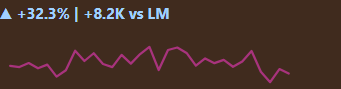 ▲ +32.3% | +8.2K vs LM